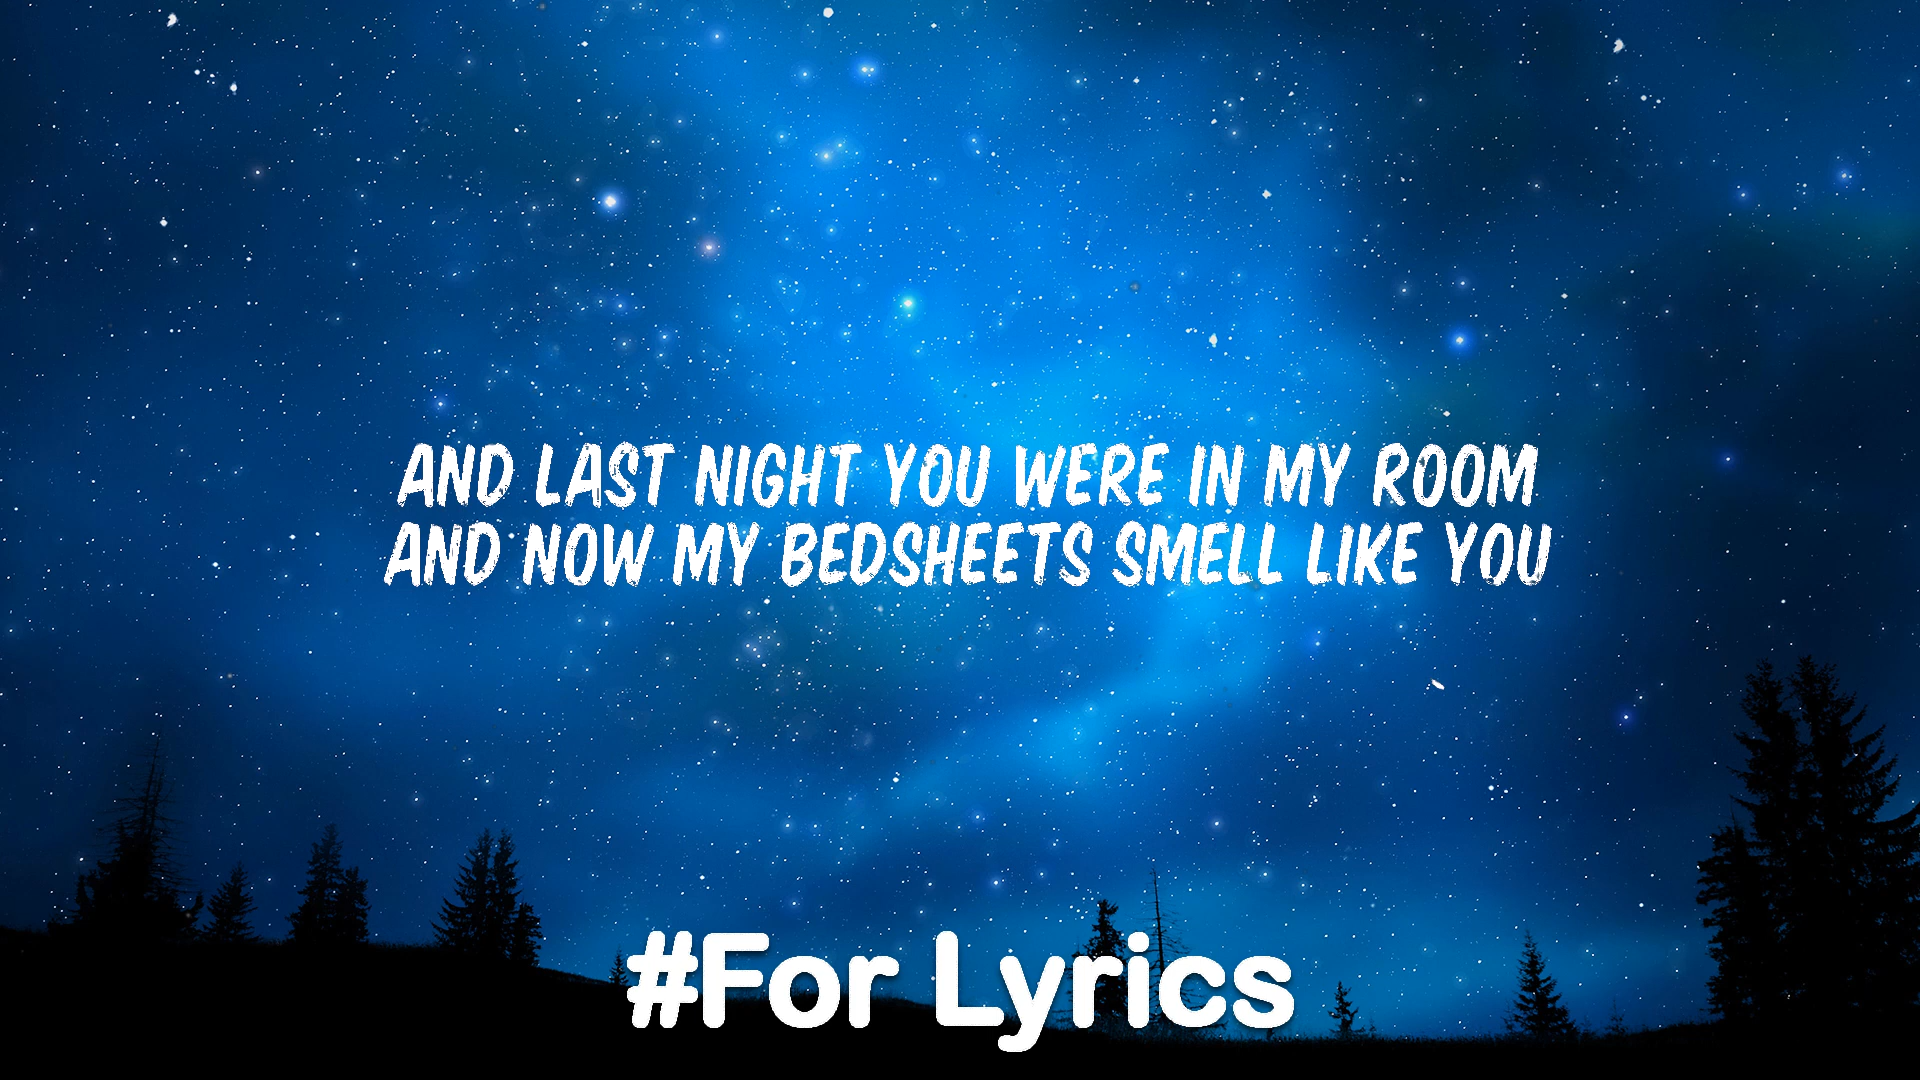 AND LAST NIGHT YOU WERE IN MY ROOM
AND NOW MY BEDSHEETS SMELL LIKE YOU
#For Lyrics